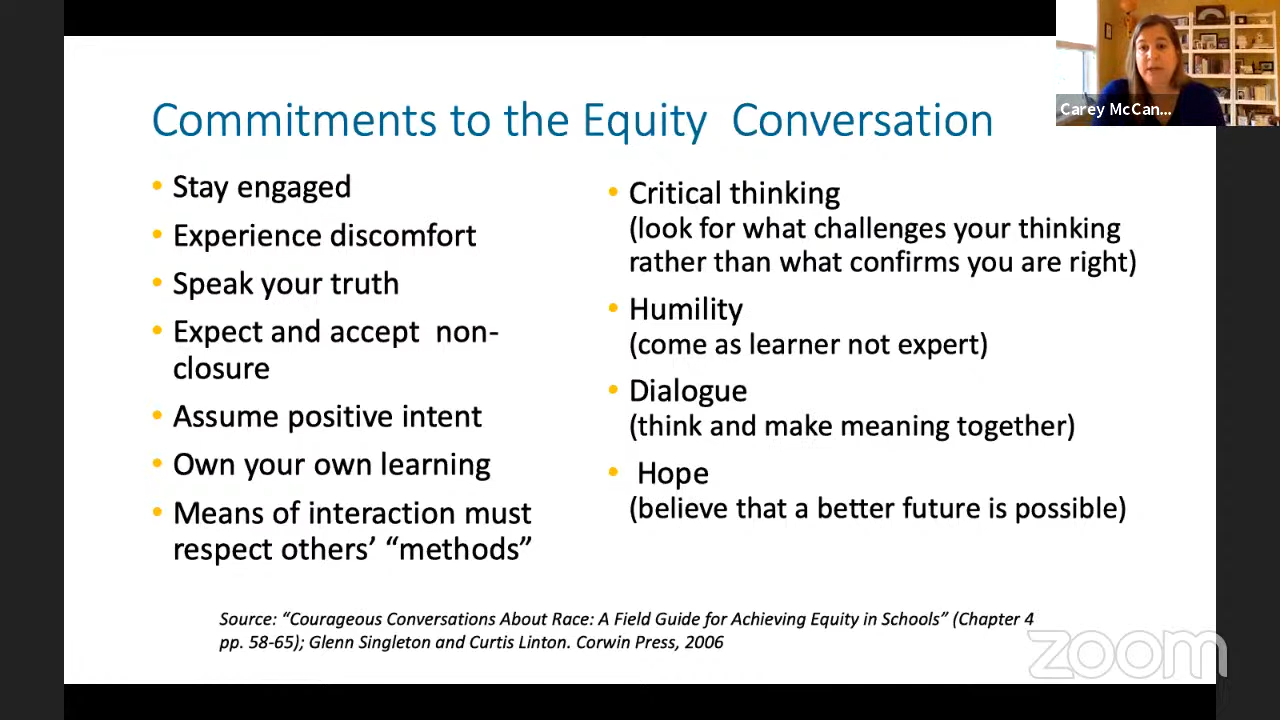 Commitments to the Equity Conversation
• Stay engaged
• Experience discomfort
• Speak your truth
• Expect and accept non-
closure
• Assume positive intent
• Own your own learning
• Means of interaction must
respect others’ “methods”
• Critical thinking
(look for what challenges your thinking
rather than what confirms you are right)
• Humility
(come as learner not expert)
• Dialogue
(think and make meaning together)
• Hope
(believe that a better future is possible)
Source: “Courageous Conversations About Race: A Field Guide for Achieving Equity in Schools” (Chapter 4
pp. 58-65); Glenn Singleton and Curtis Linton. Corwin Press, 2006
Carey McCan...
zoom